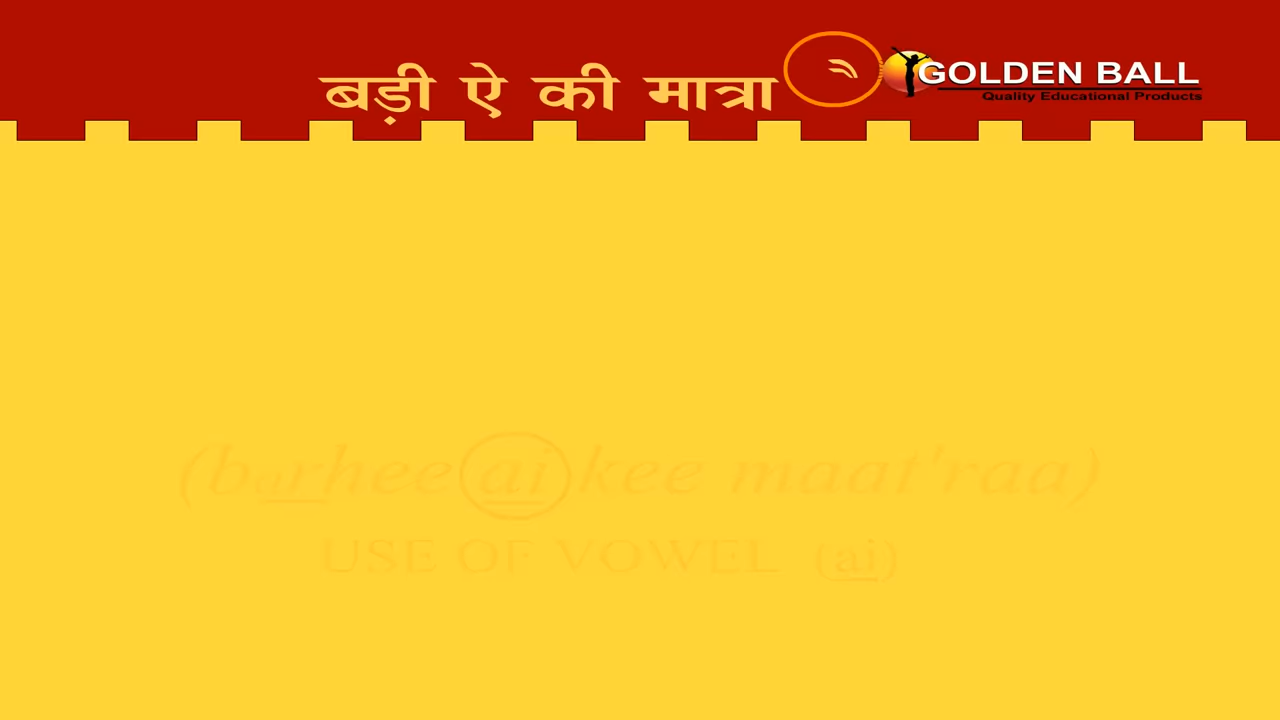 बड़ी ऐ की मात्रा ै
GOLDEN BALL
Quality Educational Products
(barhee ai kee maat'raa)
USE OF VOWEL (ai)